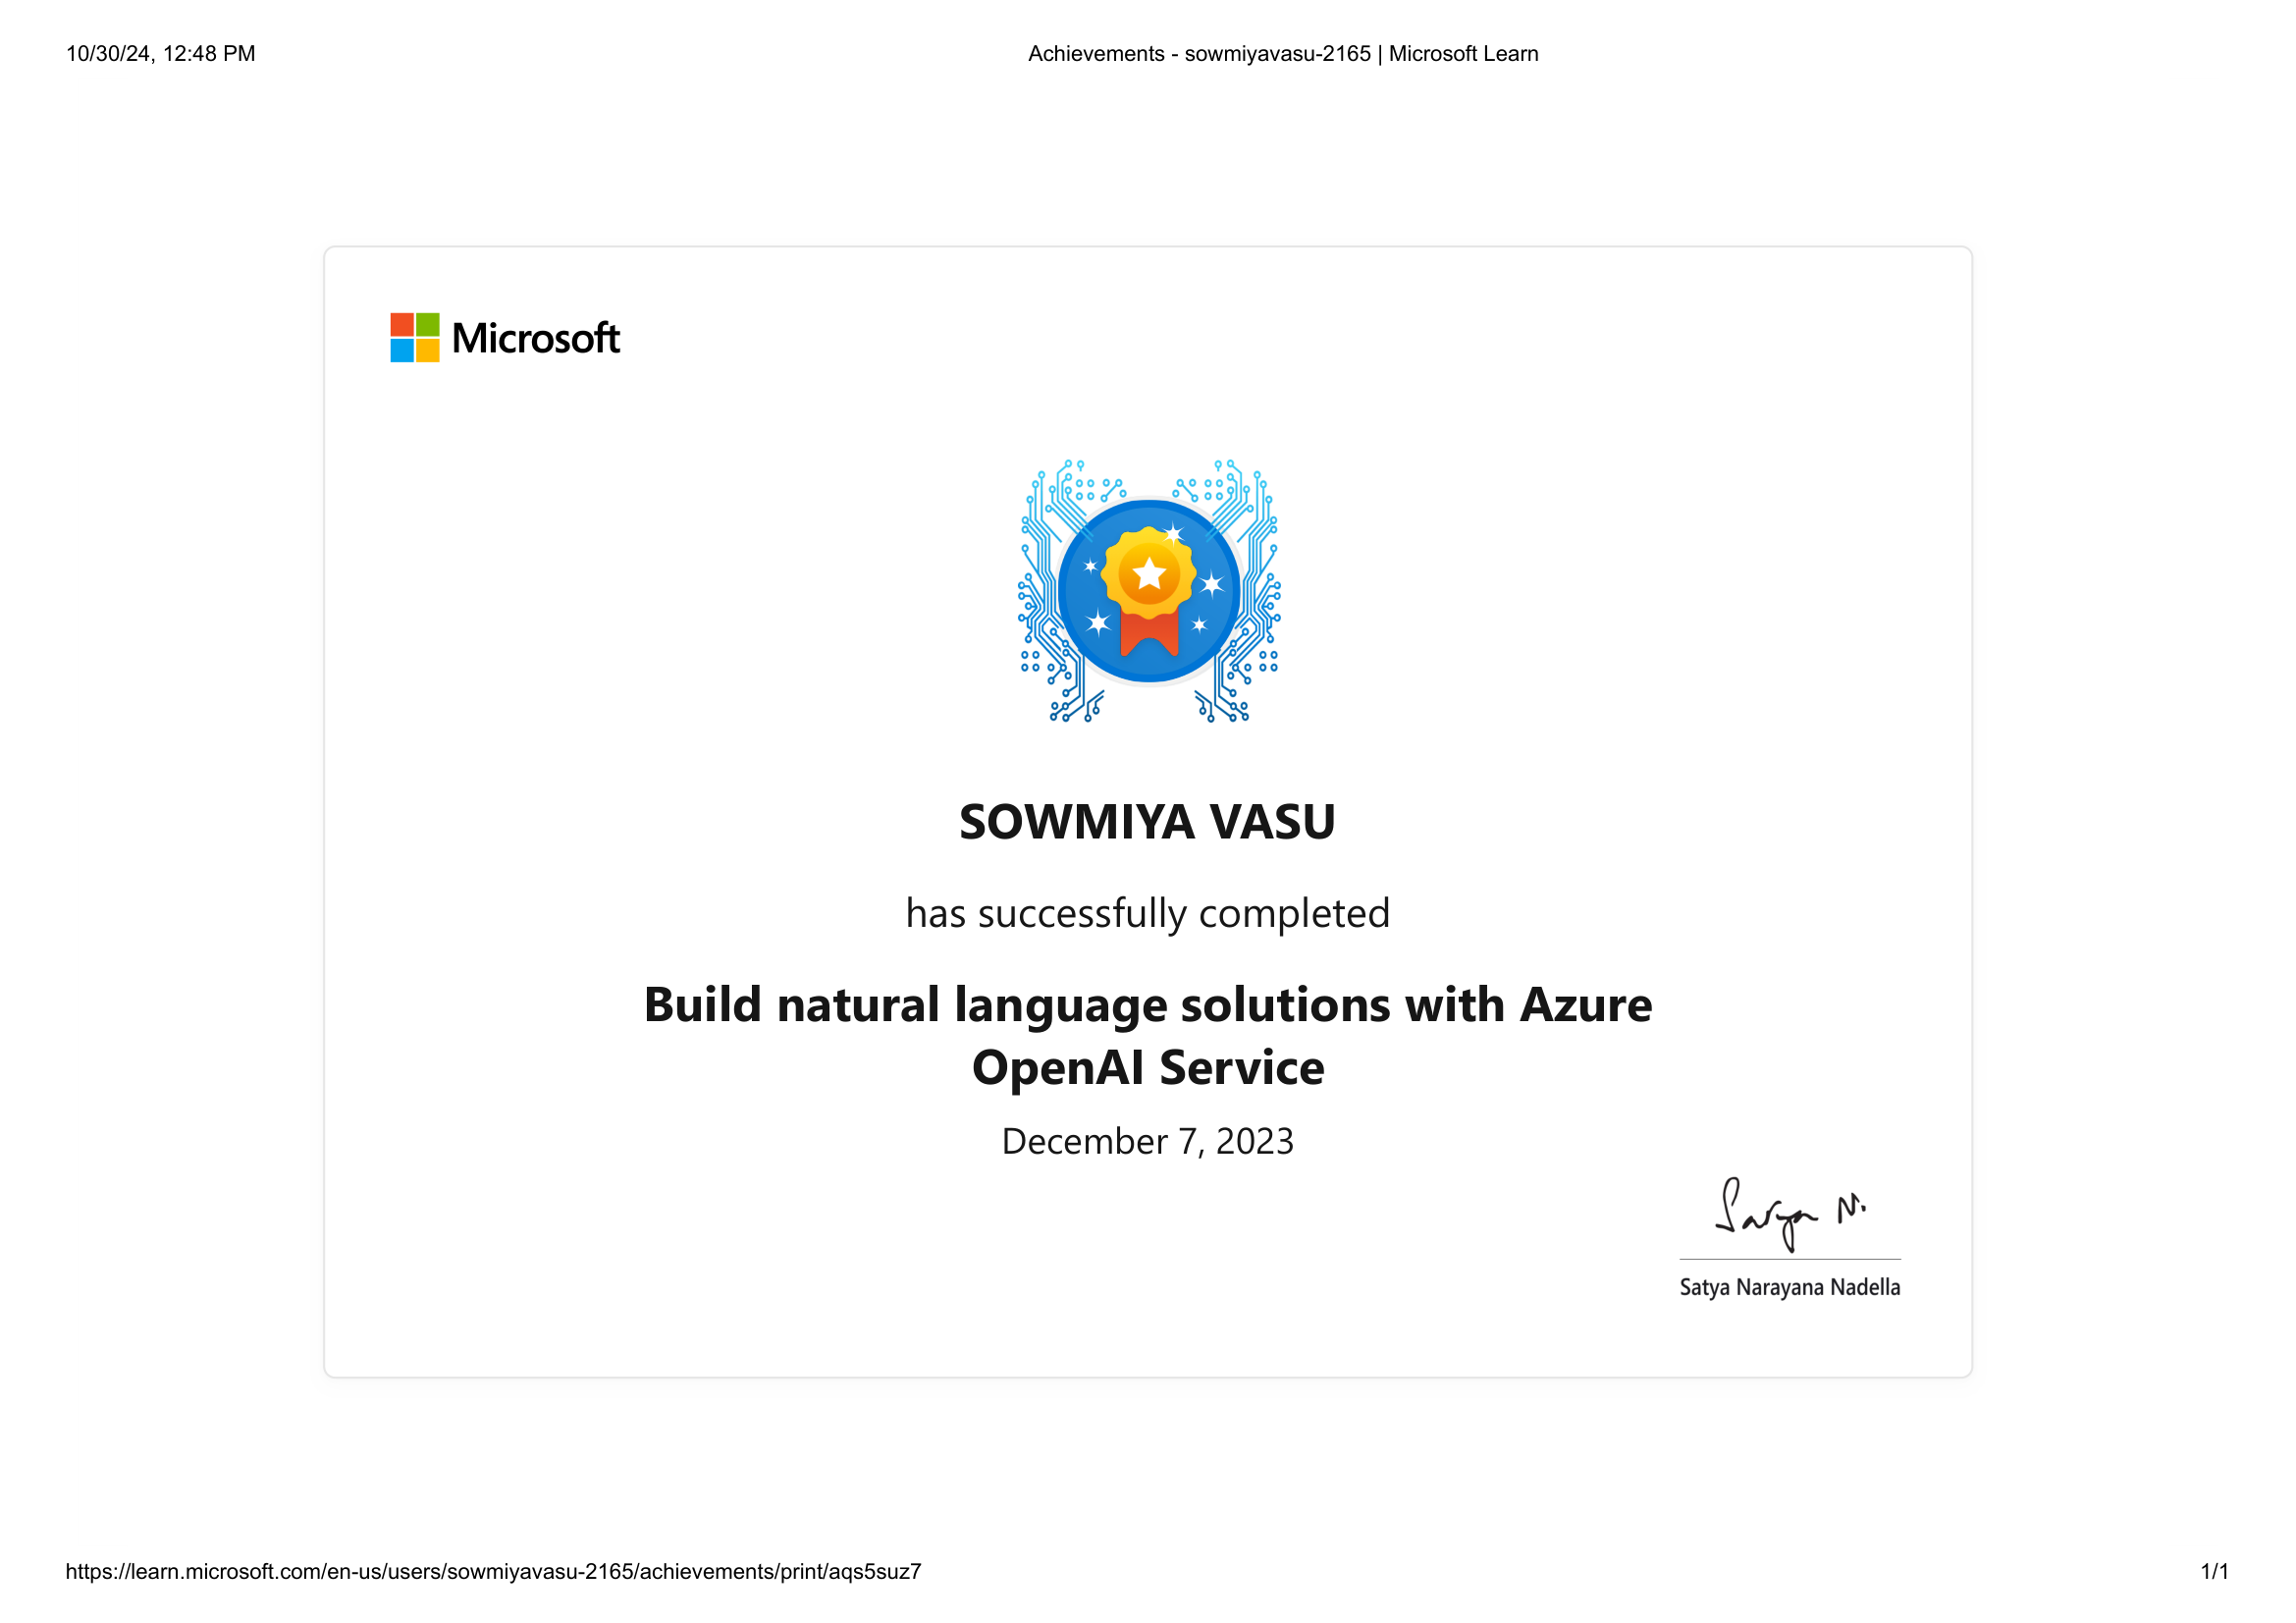 10/30/24, 12:48 PM
Achievements - sowmiyavasu-2165 | Microsoft Learn
Microsoft
SOWMIYA VASU
has successfully completed
Build natural language solutions with Azure
OpenAI Service
December 7, 2023
Satya N.
Satya Narayana Nadella
https://learn.microsoft.com/en-us/users/sowmiyavasu-2165/achievements/print/aqs5suz7
1/1